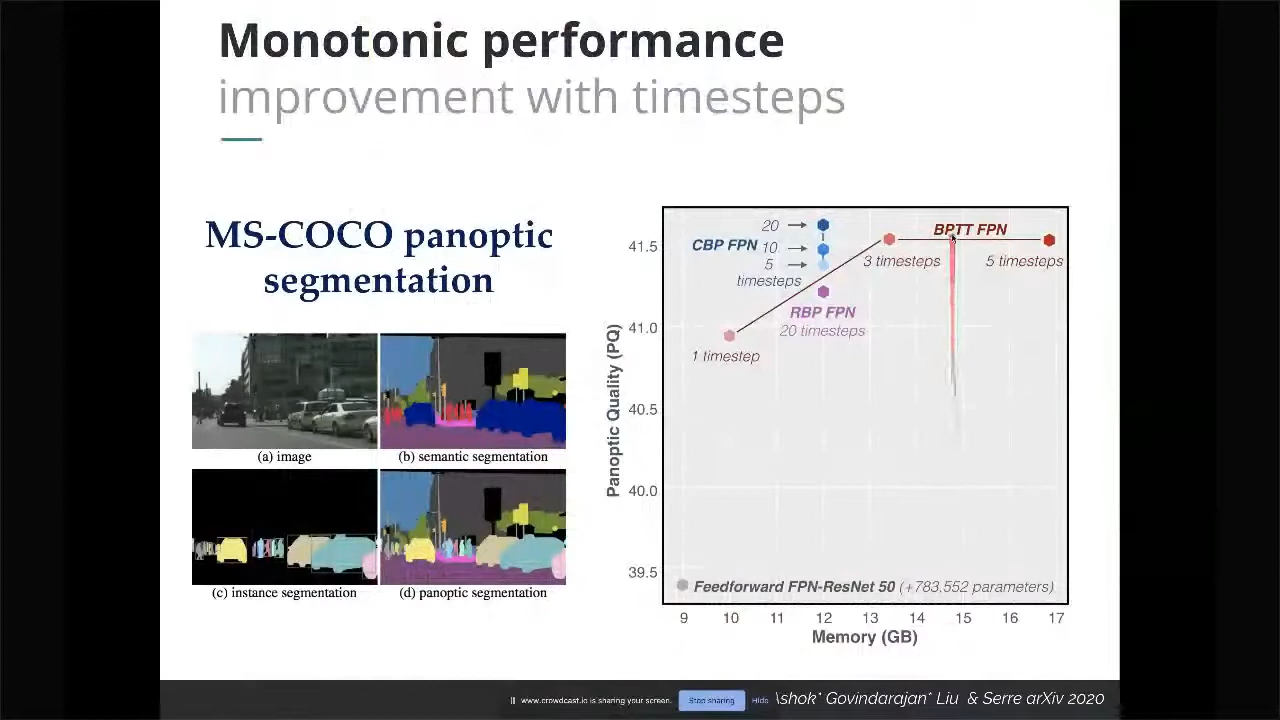 Monotonic performance
improvement with timesteps
MS-COCO panoptic
segmentation
(a) image
(b) semantic segmentation
(c) instance segmentation
(d) panoptic segmentation
Panoptic Quality (PQ)
41.5
41.0
40.5
40.0
39.5
20
CBP FPN 10
5
timesteps
BPTT FPN
3 timesteps
5 timesteps
RBP FPN
20 timesteps
1 timestep
Feedforward FPN-ResNet 50 (+783,552 parameters)
9 10 11 12 13 14 15 16 17
Memory (GB)
www.crowdcast.io is sharing your screen.
Stop sharing
Hide
Govindarajan* Liu & Serre arXiv 2020